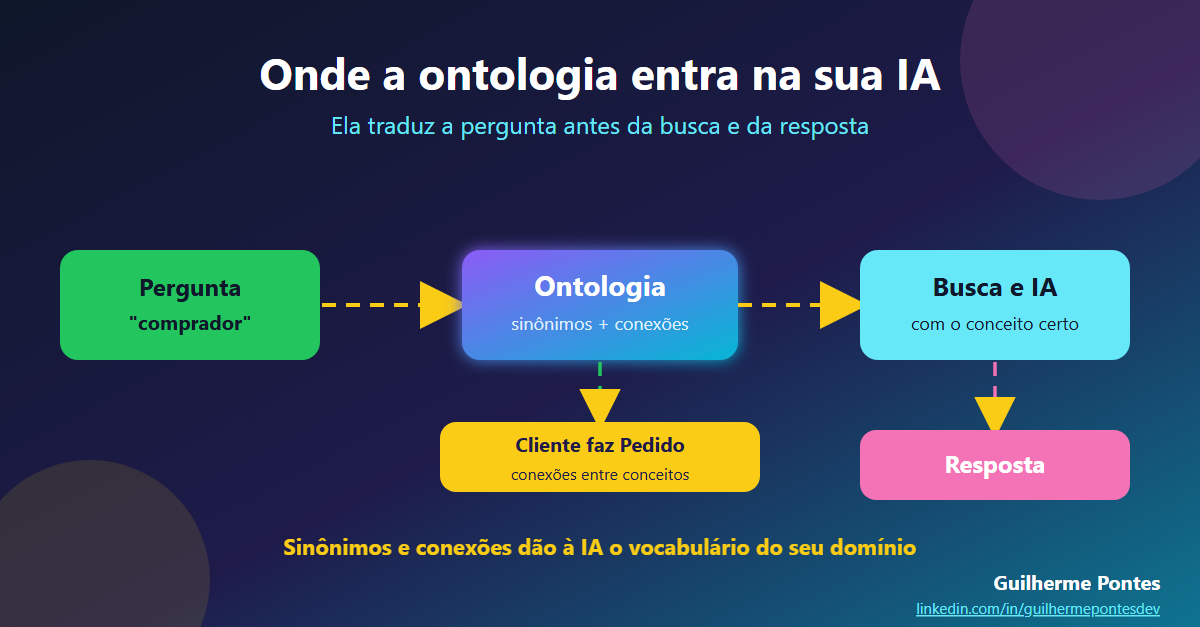 Onde a ontologia entra na sua IA
Ela traduz a pergunta antes da busca e da resposta
Pergunta
"comprador"
Ontologia
sinônimos + conexões
Busca e IA
com o conceito certo
Cliente faz Pedido
conexões entre conceitos
Resposta
Sinônimos e conexões dão à IA o vocabulário do seu domínio
Guilherme Pontes
linkedin.com/in/guilhermepontesdev